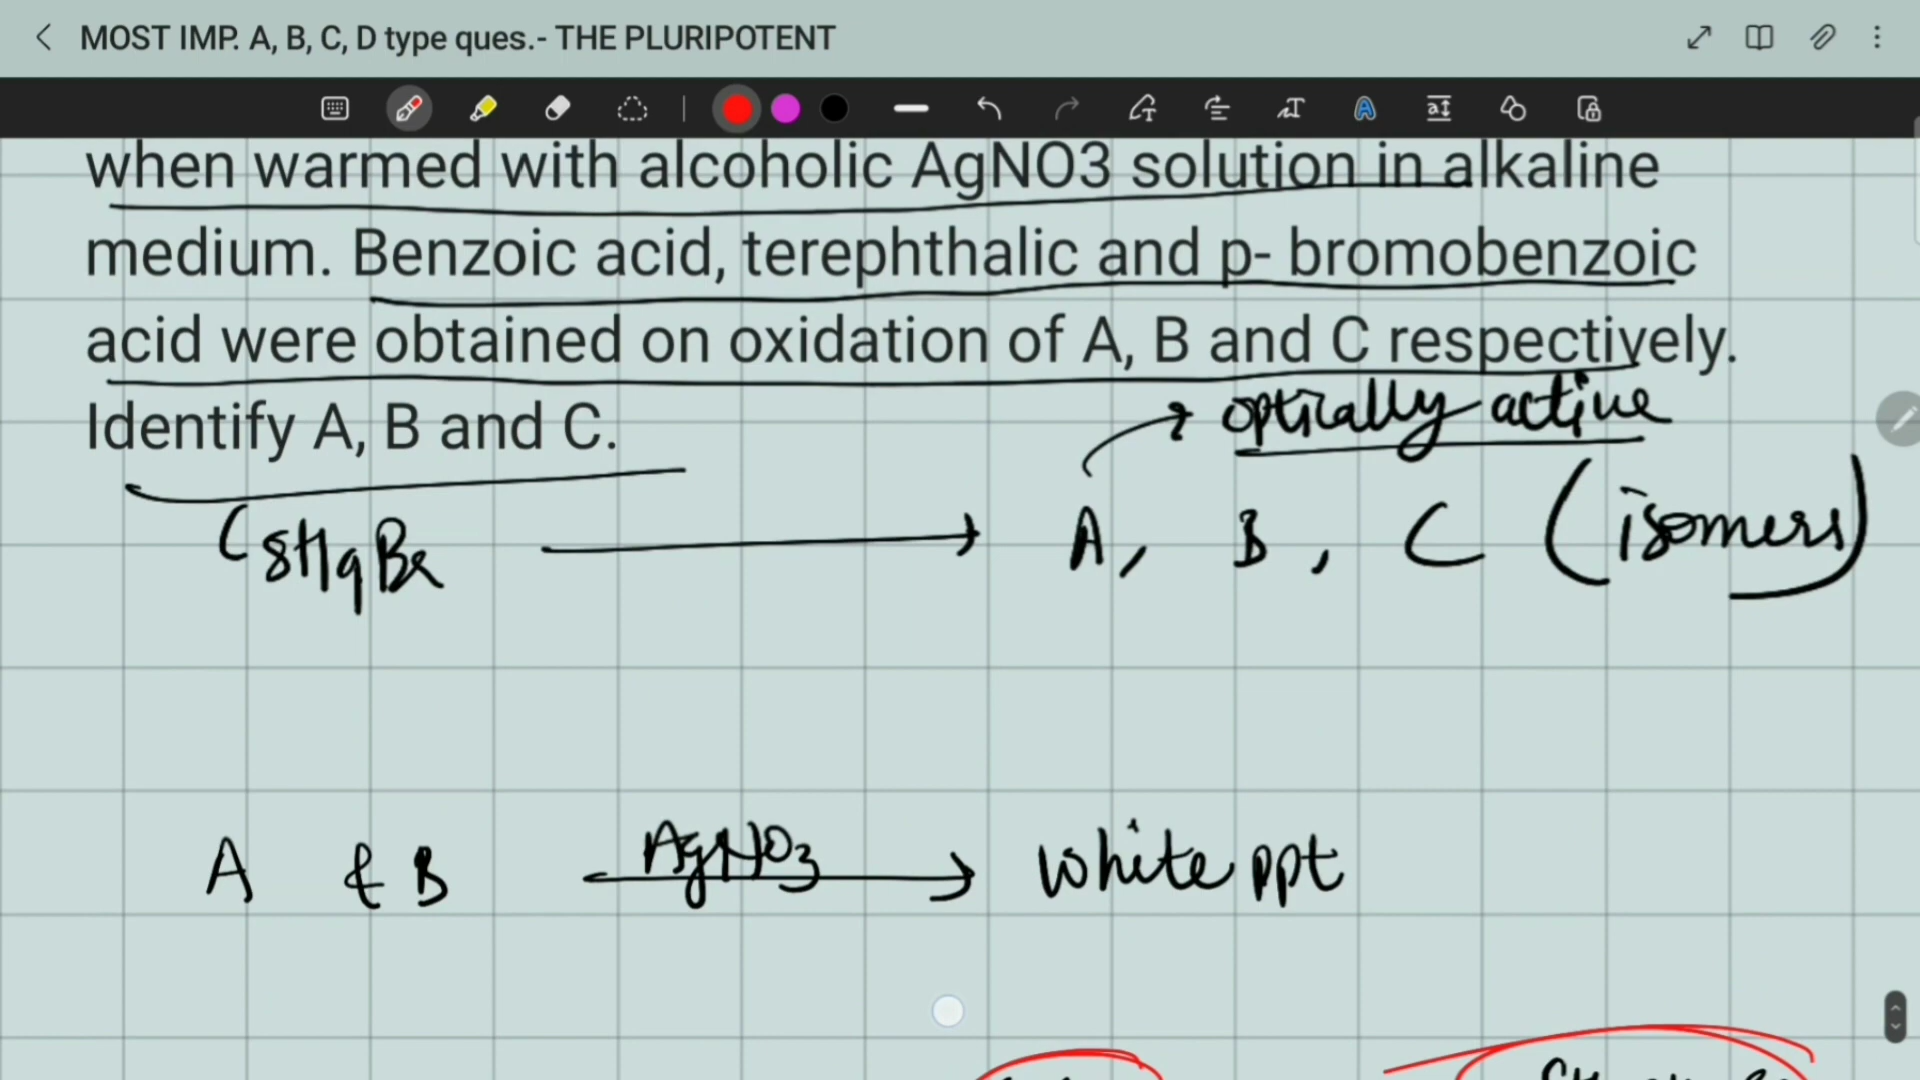 MOST IMP. A, B, C, D type ques.- THE PLURIPOTENT
when warmed with alcoholic AgNO3 solution in alkaline
medium. Benzoic acid, terephthalic and p- bromobenzoic
acid were obtained on oxidation of A, B and C respectively.
Identify A, B and C.
optically active
C8H9Br A, B, C (isomers)
AgNO3
A & B white ppt